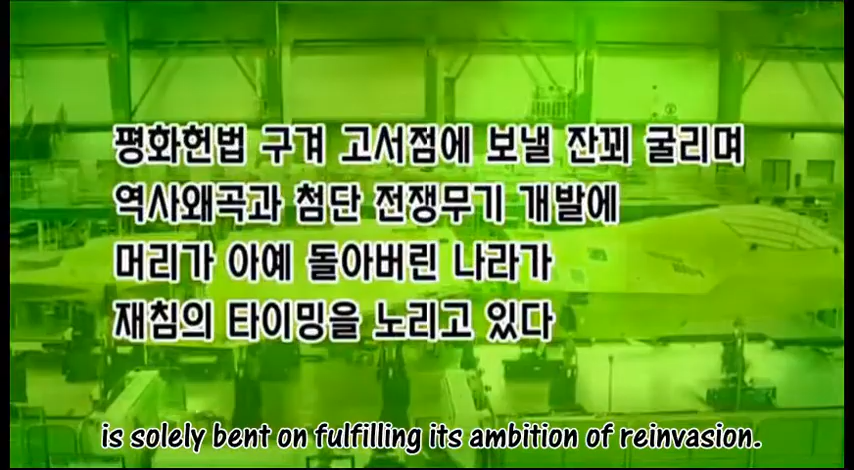 평화헌법 구겨 고서점에 보낼 잔꾀 굴리며
역사왜곡과 첨단 전쟁무기 개발에
머리가 아예 돌아버린 나라가
재침의 타이밍을 노리고 있다
is solely bent on fulfilling its ambition of reinvasion.